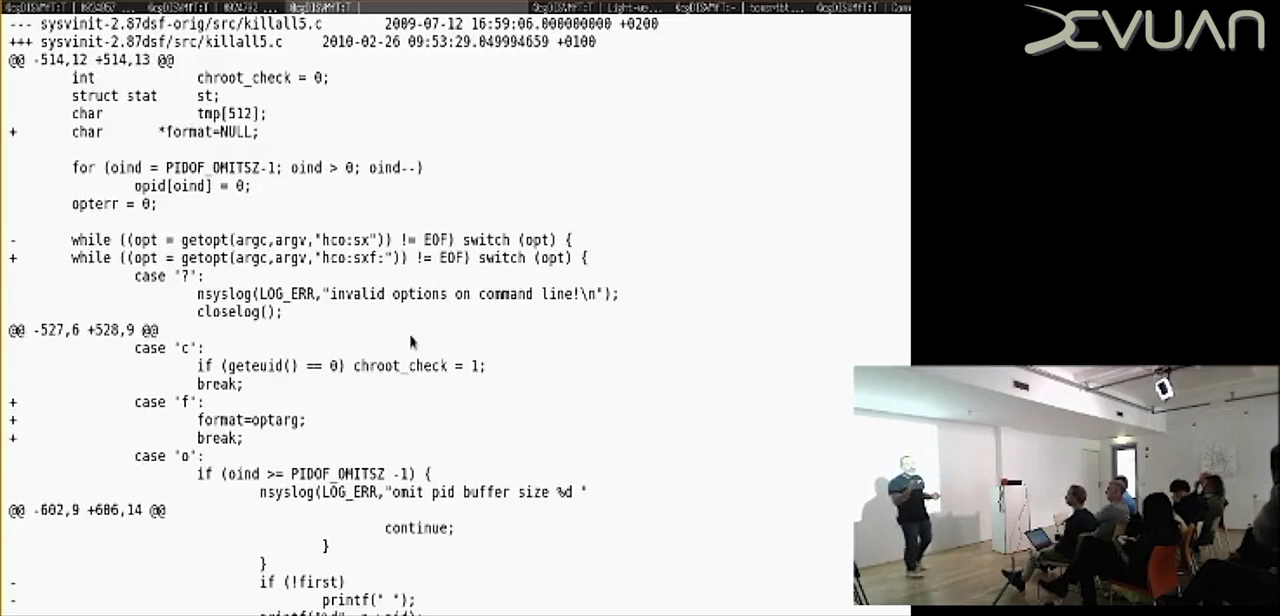 --- sysvinit-2.87dsf-orig/src/killall5.c 2009-07-12 16:59:06.000000000 +0200
+++ sysvinit-2.87dsf/src/killall5.c 2010-02-26 09:53:29.049994659 +0100
@@ -514,12 +514,13 @@
int chroot_check = 0;
struct stat st;
char tmp[512];
+ char *format=NULL;
for (oind = PIDOF_OMITSZ-1; oind > 0; oind--)
opid[oind] = 0;
opterr = 0;
- while ((opt = getopt(argc,argv,"hco:sx")) != EOF) switch (opt) {
+ while ((opt = getopt(argc,argv,"hco:sxf:")) != EOF) switch (opt) {
case '?':
nsyslog(LOG_ERR,"invalid options on command line!\n");
closelog();
@@ -527,6 +528,9 @@
case 'c':
if (geteuid() == 0) chroot_check = 1;
break;
+ case 'f':
+ format=optarg;
+ break;
case 'o':
if (oind >= PIDOF_OMITSZ -1) {
nsyslog(LOG_ERR,"omit pid buffer size %d "
@@ -602,9 +606,14 @@
continue;
}
}
- if (!first)
- printf(" ");
DEVUAN